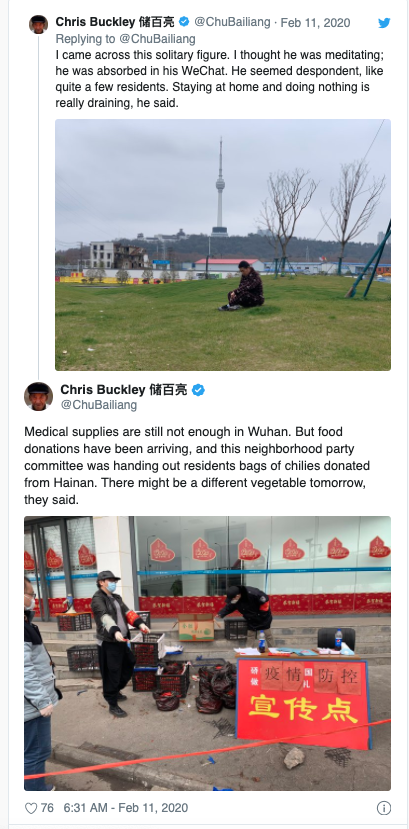 Chris Buckley 储百亮 @ChuBailiang · Feb 11, 2020
Replying to @ChuBailiang
I came across this solitary figure. I thought he was meditating;
he was absorbed in his WeChat. He seemed despondent, like
quite a few residents. Staying at home and doing nothing is
really draining, he said.
Chris Buckley 储百亮
@ChuBailiang
Medical supplies are still not enough in Wuhan. But food
donations have been arriving, and this neighborhood party
committee was handing out residents bags of chilies donated
from Hainan. There might be a different vegetable tomorrow,
they said.
疫情防控
宣传点
76 6:31 AM - Feb 11, 2020